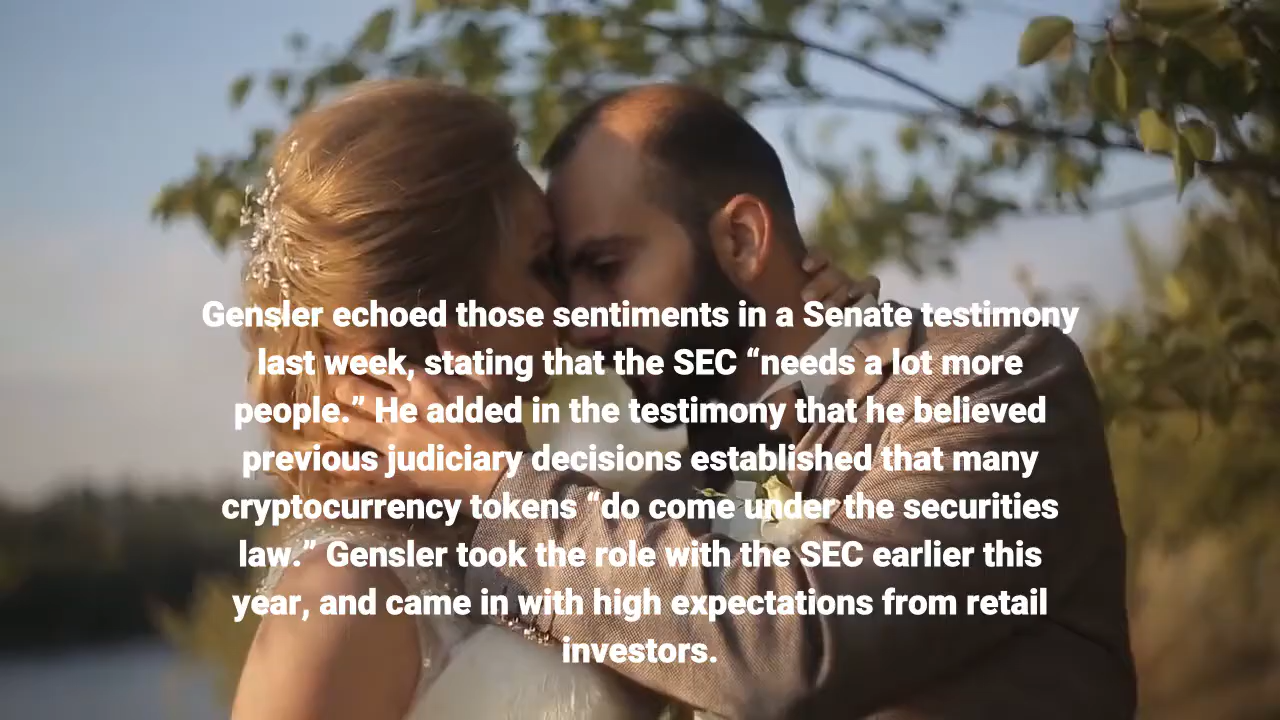 Gensler echoed those sentiments in a Senate testimony
last week, stating that the SEC “needs a lot more
people.” He added in the testimony that he believed
previous judiciary decisions established that many
cryptocurrency tokens “do come under the securities
law.” Gensler took the role with the SEC earlier this
year, and came in with high expectations from retail
investors.